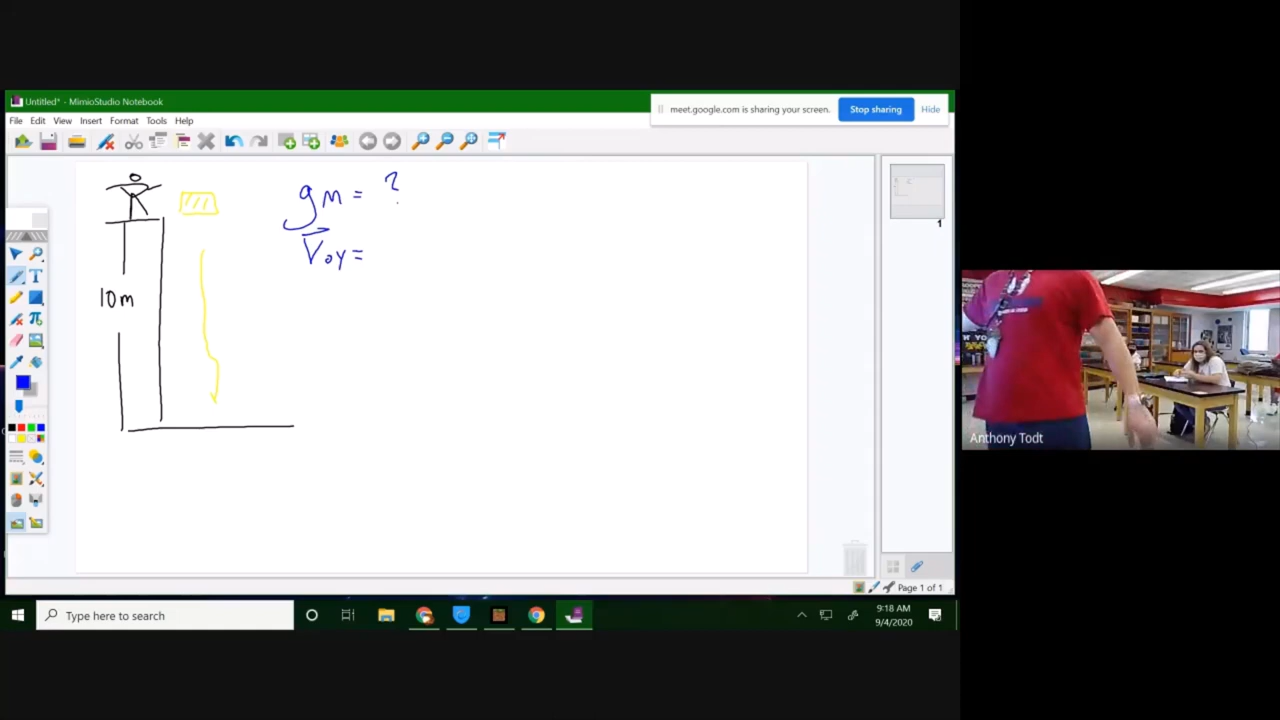 Untitled* - MimioStudio Notebook
meet.google.com is sharing your screen.
Stop sharing
Hide
File Edit View Insert Format Tools Help
gm = ?
Voy =
10m
1
Anthony Todt
Page 1 of 1
Type here to search
9:18 AM
9/4/2020